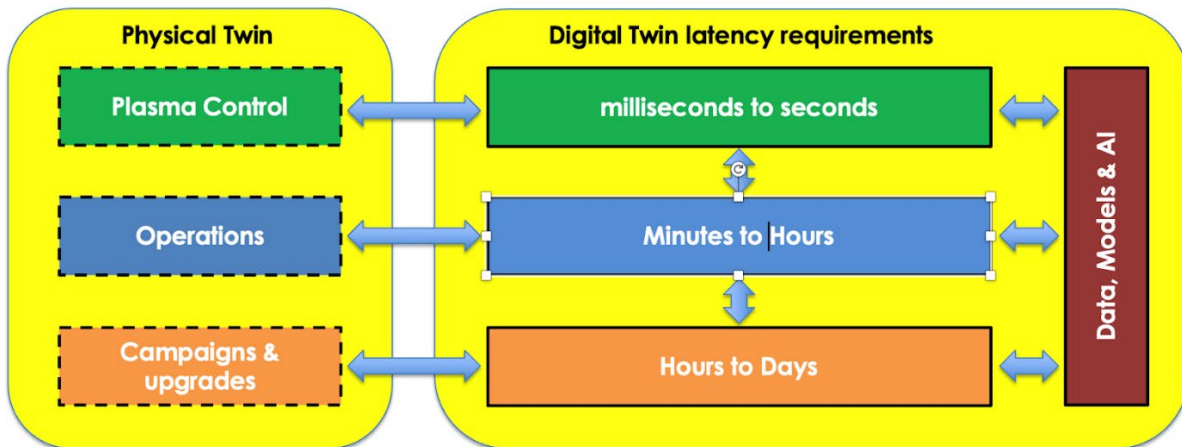 Physical Twin
Digital Twin latency requirements
Plasma Control
milliseconds to seconds
Operations
Minutes to Hours
Campaigns &
upgrades
Hours to Days
Data, Models & AI